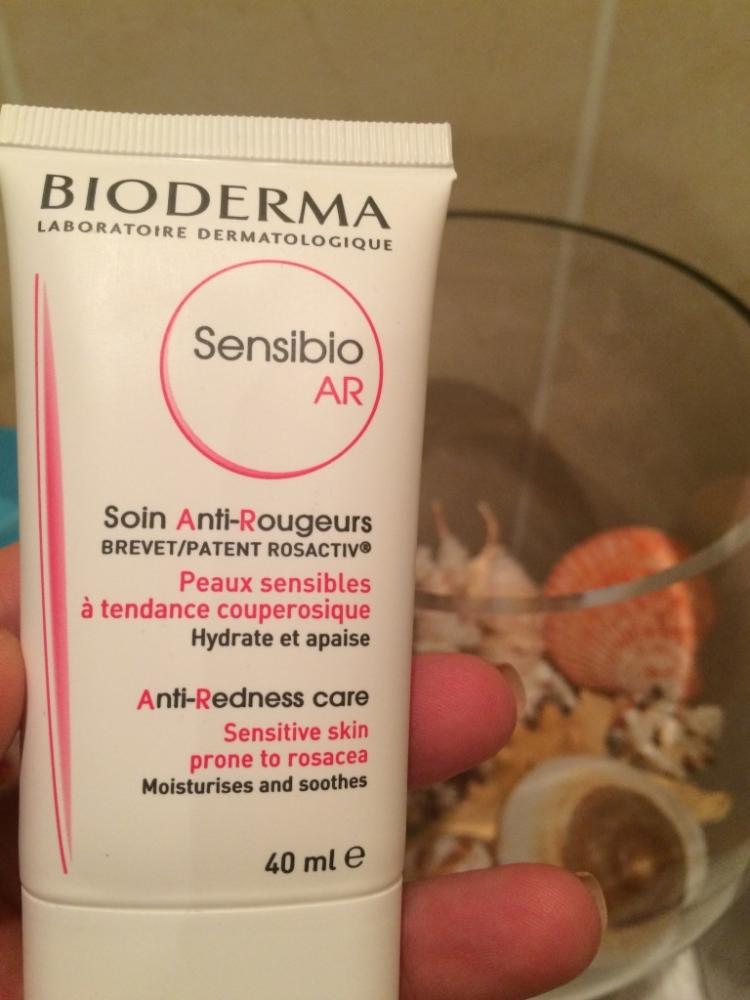 BIODERMA
LABORATOIRE DERMATOLOGIQUE
Sensibio
AR
Soin Anti-Rougeurs
BREVET/PATENT ROSACTIV®
Peaux sensibles
à tendance couperosique
Hydrate et apaise
Anti-Redness care
Sensitive skin
prone to rosacea
Moisturises and soothes
40 ml e